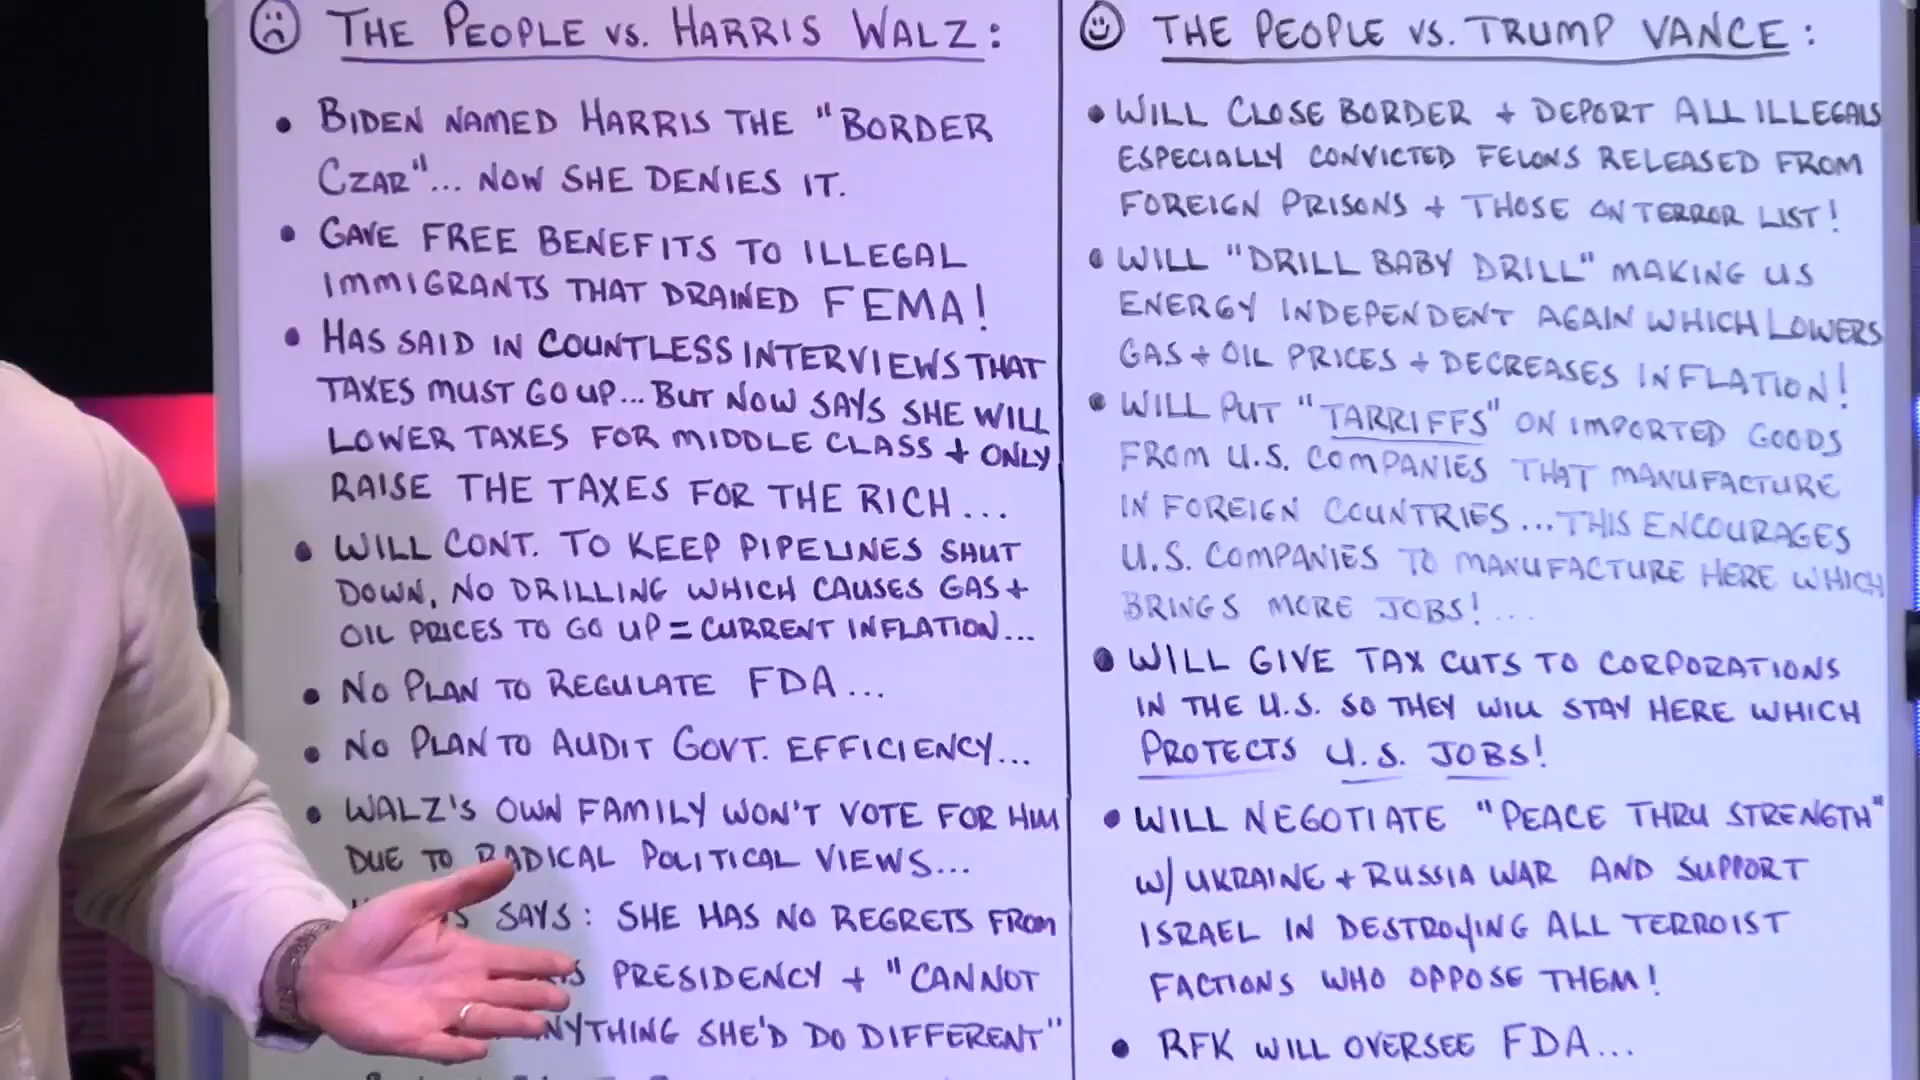 THE PEOPLE VS. HARRIS WALZ:
• BIDEN NAMED HARRIS THE "BORDER
CZAR"... NOW SHE DENIES IT.
• GAVE FREE BENEFITS TO ILLEGAL
IMMIGRANTS THAT DRAINED FEMA!
• HAS SAID IN COUNTLESS INTERVIEWS THAT
TAXES MUST GO UP... BUT NOW SAYS SHE WILL
LOWER TAXES FOR MIDDLE CLASS + ONLY
RAISE THE TAXES FOR THE RICH...
• WILL CONT. TO KEEP PIPELINES SHUT
DOWN, NO DRILLING WHICH CAUSES GAS +
OIL PRICES TO GO UP = CURRENT INFLATION...
• NO PLAN TO REGULATE FDA...
• NO PLAN TO AUDIT GOVT. EFFICIENCY...
• WALZ'S OWN FAMILY WON'T VOTE FOR HIM
DUE TO RADICAL POLITICAL VIEWS...
SAYS: SHE HAS NO REGRETS FROM
PRESIDENCY + "CANNOT
ANYTHING SHE'D DO DIFFERENT"
THE PEOPLE VS. TRUMP VANCE:
• WILL CLOSE BORDER + DEPORT ALL ILLEGALS
ESPECIALLY CONVICTED FELONS RELEASED FROM
FOREIGN PRISONS + THOSE ON TERROR LIST!
• WILL "DRILL BABY DRILL" MAKING US
ENERGY INDEPENDENT AGAIN WHICH LOWERS
GAS + OIL PRICES + DECREASES INFLATION!
• WILL PUT "TARRIFFS" ON IMPORTED GOODS
FROM U.S. COMPANIES THAT MANUFACTURE
IN FOREIGN COUNTRIES... THIS ENCOURAGES
U.S. COMPANIES TO MANUFACTURE HERE WHICH
BRINGS MORE JOBS!...
• WILL GIVE TAX CUTS TO CORPORATIONS
IN THE U.S. SO THEY WILL STAY HERE WHICH
PROTECTS U.S. JOBS!
• WILL NEGOTIATE "PEACE THRU STRENGTH"
W/ UKRAINE + RUSSIA WAR AND SUPPORT
ISRAEL IN DESTROYING ALL TERROIST
FACTIONS WHO OPPOSE THEM!
• RFK WILL OVERSEE FDA...